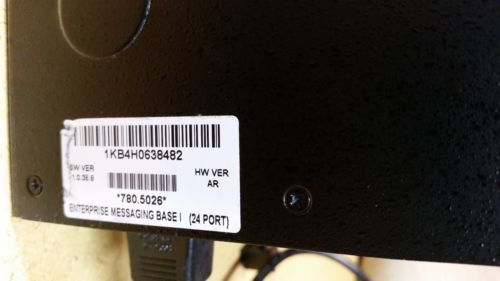 1KB4H0638482
SW VER
1.0.36.8
HW VER
AR
*780.5026*
ENTERPRISE MESSAGING BASE I (24 PORT)